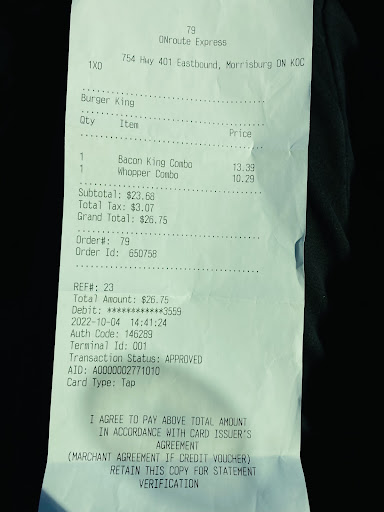 79
ONroute Express
754 Hwy 401 Eastbound, Morrisburg ON K0C
1X0
Burger King
Qty Item Price
1 Bacon King Combo 13.39
1 Whopper Combo 10.29
Subtotal: $23.68
Total Tax: $3.07
Grand Total: $26.75
Order#: 79
Order Id: 650758
REF#: 23
Total Amount: $26.75
Debit: ************3559
2022-10-04 14:41:24
Auth Code: 146289
Terminal Id: 001
Transaction Status: APPROVED
AID: A0000002771010
Card Type: Tap
I AGREE TO PAY ABOVE TOTAL AMOUNT
IN ACCORDANCE WITH CARD ISSUER'S
AGREEMENT
(MARCHANT AGREEMENT IF CREDIT VOUCHER)
RETAIN THIS COPY FOR STATEMENT
VERIFICATION